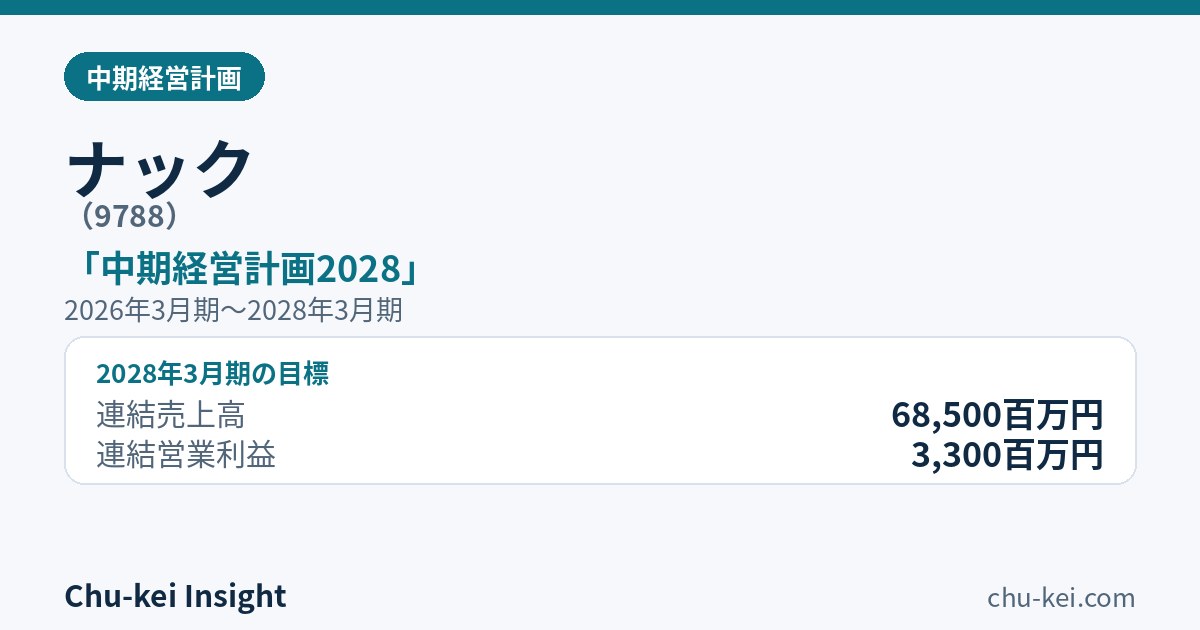 中期経営計画
ナック
（9788）
「中期経営計画2028」
2026年3月期〜2028年3月期
2028年3月期の目標
連結売上高 68,500百万円
連結営業利益 3,300百万円
Chu-kei Insight chu-kei.com